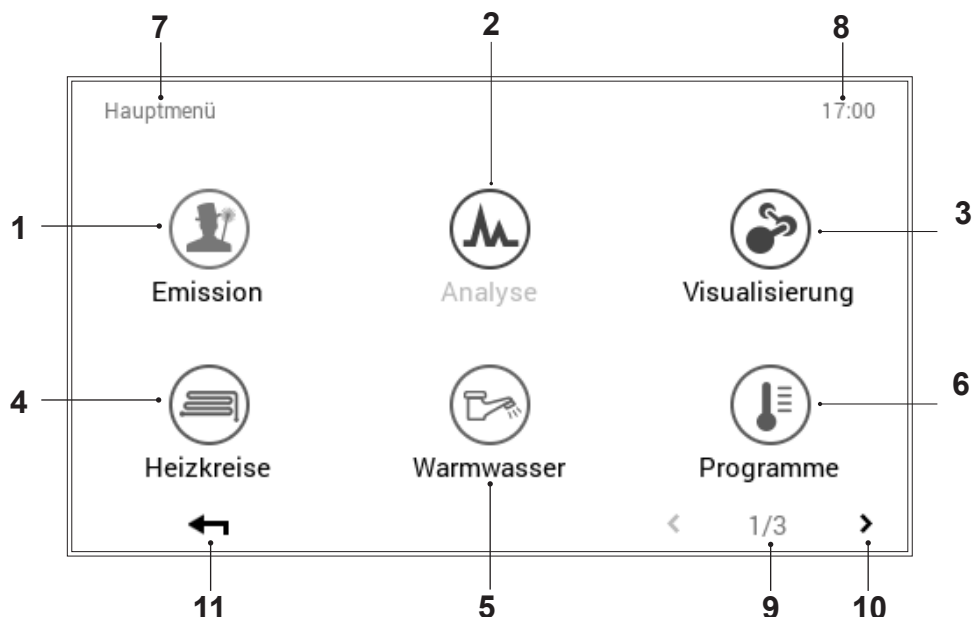 7 2 8
Hauptmenü 17:00
1 3
Emission Analyse Visualisierung
4 6
Heizkreise Warmwasser Programme
1/3
11 5 9 10